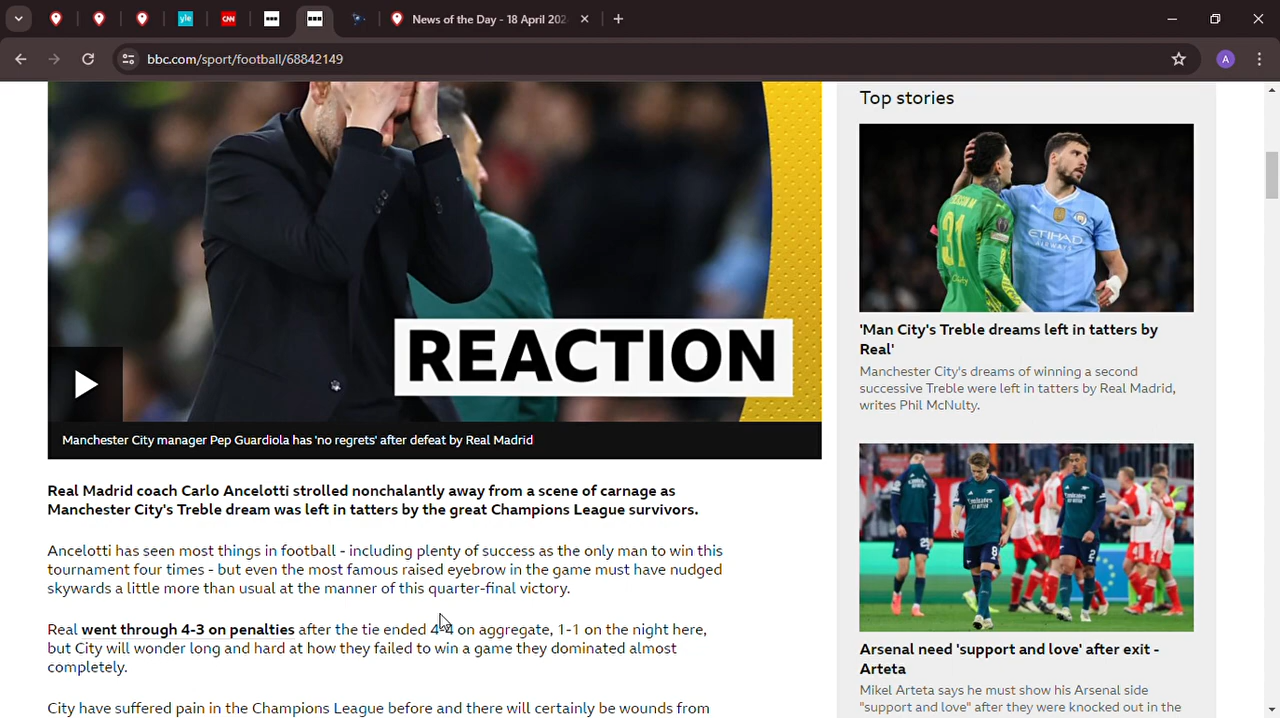 yle
CNN
News of the Day - 18 April 202
A
bbc.com/sport/football/68842149
REACTION
Manchester City manager Pep Guardiola has 'no regrets' after defeat by Real Madrid
Real Madrid coach Carlo Ancelotti strolled nonchalantly away from a scene of carnage as
Manchester City's Treble dream was left in tatters by the great Champions League survivors.
Ancelotti has seen most things in football - including plenty of success as the only man to win this
tournament four times - but even the most famous raised eyebrow in the game must have nudged
skywards a little more than usual at the manner of this quarter-final victory.
Real went through 4-3 on penalties after the tie ended 4-4 on aggregate, 1-1 on the night here,
but City will wonder long and hard at how they failed to win a game they dominated almost
completely.
City have suffered pain in the Champions League before and there will certainly be wounds from
Top stories
31
ETIHAD
AIRWAYS
'Man City's Treble dreams left in tatters by
Real'
Manchester City's dreams of winning a second
successive Treble were left in tatters by Real Madrid,
writes Phil McNulty.
8
2
Arsenal need 'support and love' after exit -
Arteta
Mikel Arteta says he must show his Arsenal side
"support and love" after they were knocked out in the